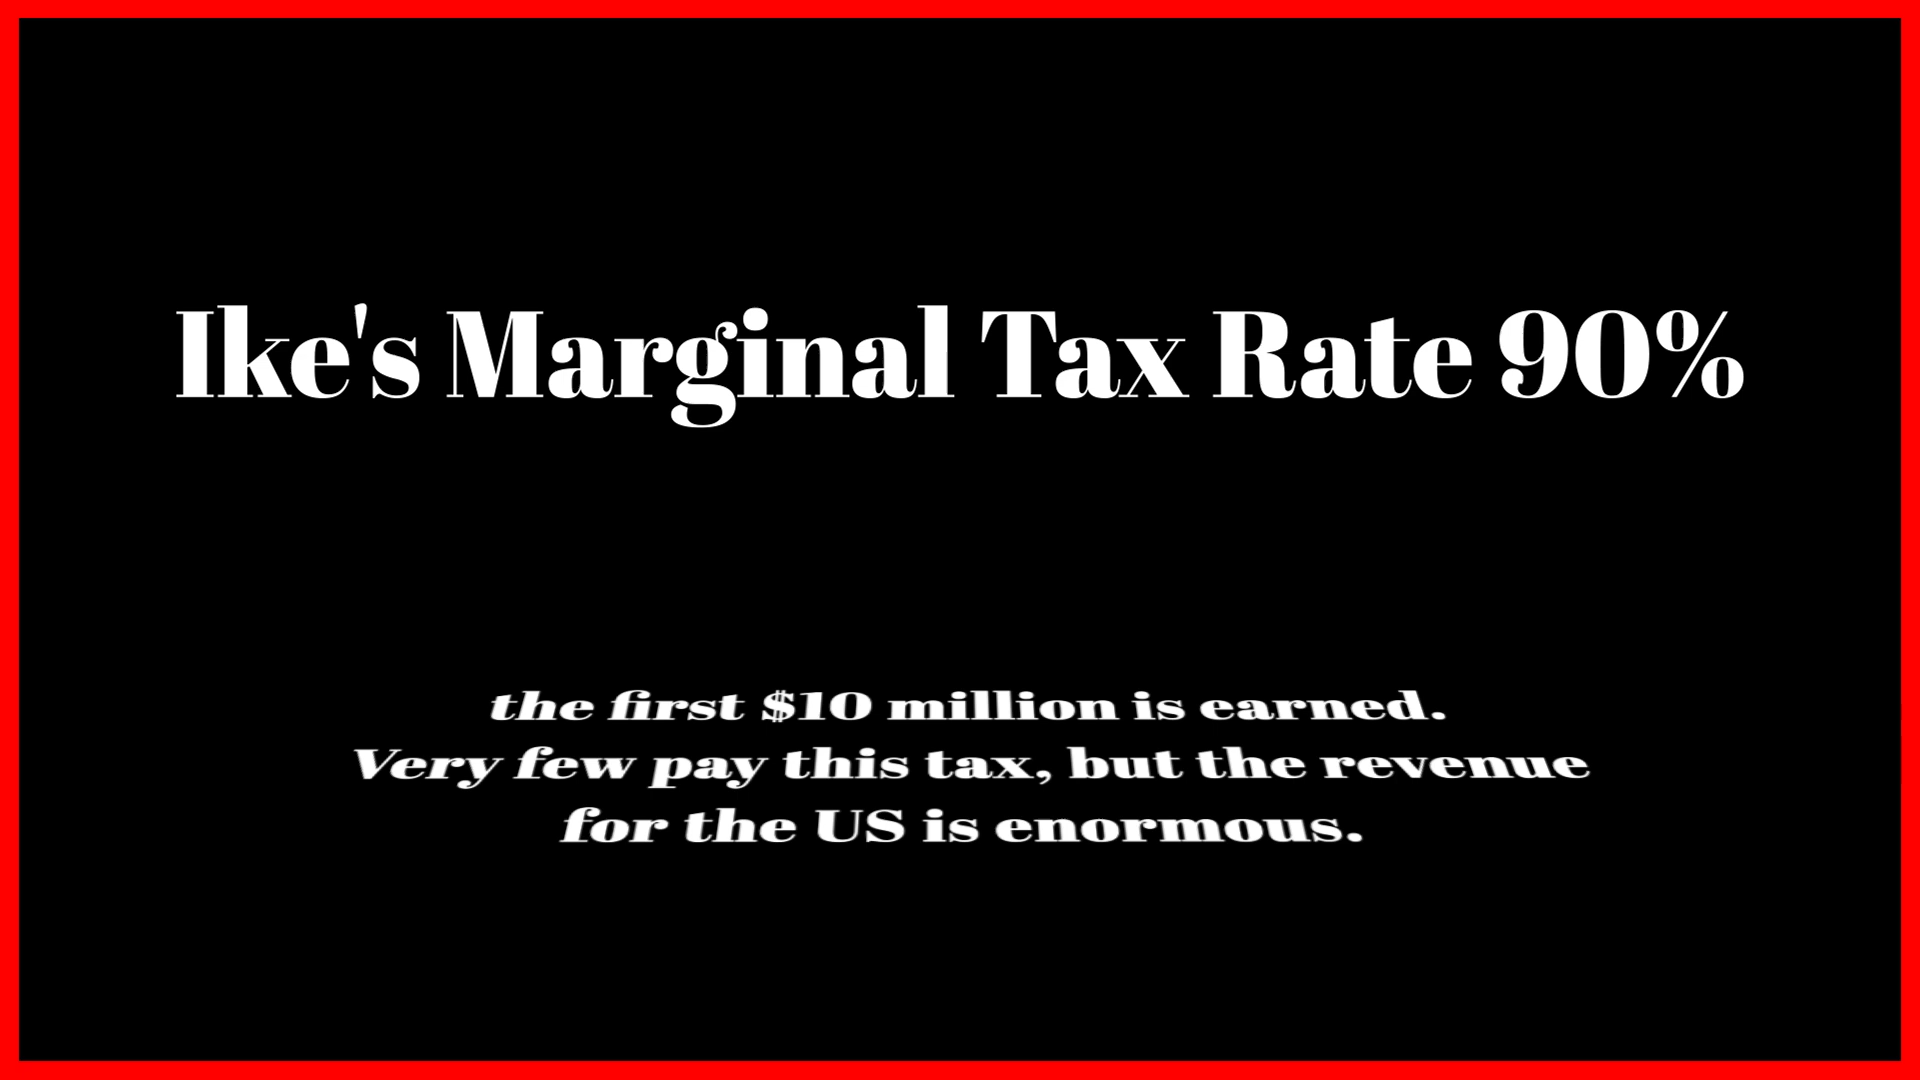 Ike's Marginal Tax Rate 90%
the first $10 million is earned.
Very few pay this tax, but the revenue
for the US is enormous.